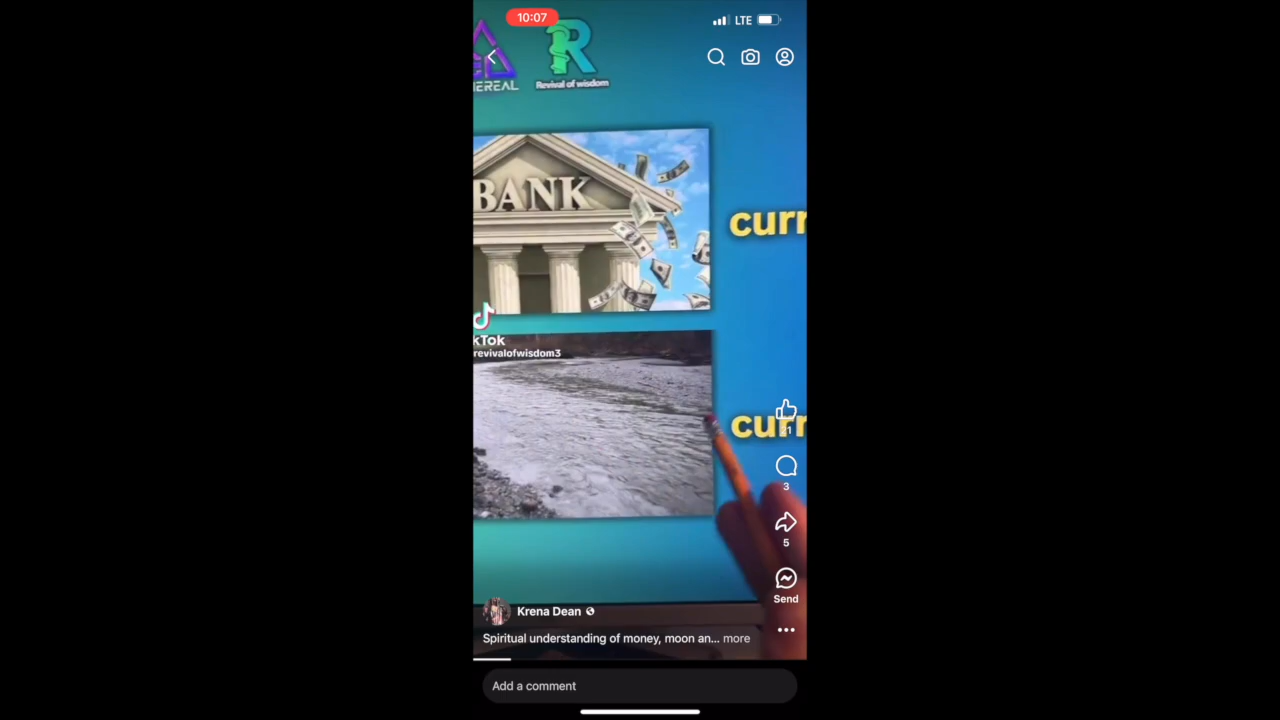 10:07
LTE
R
EREAL
Revival of wisdom
BANK
curr
kTok
revivalofwisdom3
curr
21
3
5
Send
Krena Dean
Spiritual understanding of money, moon an... more
Add a comment